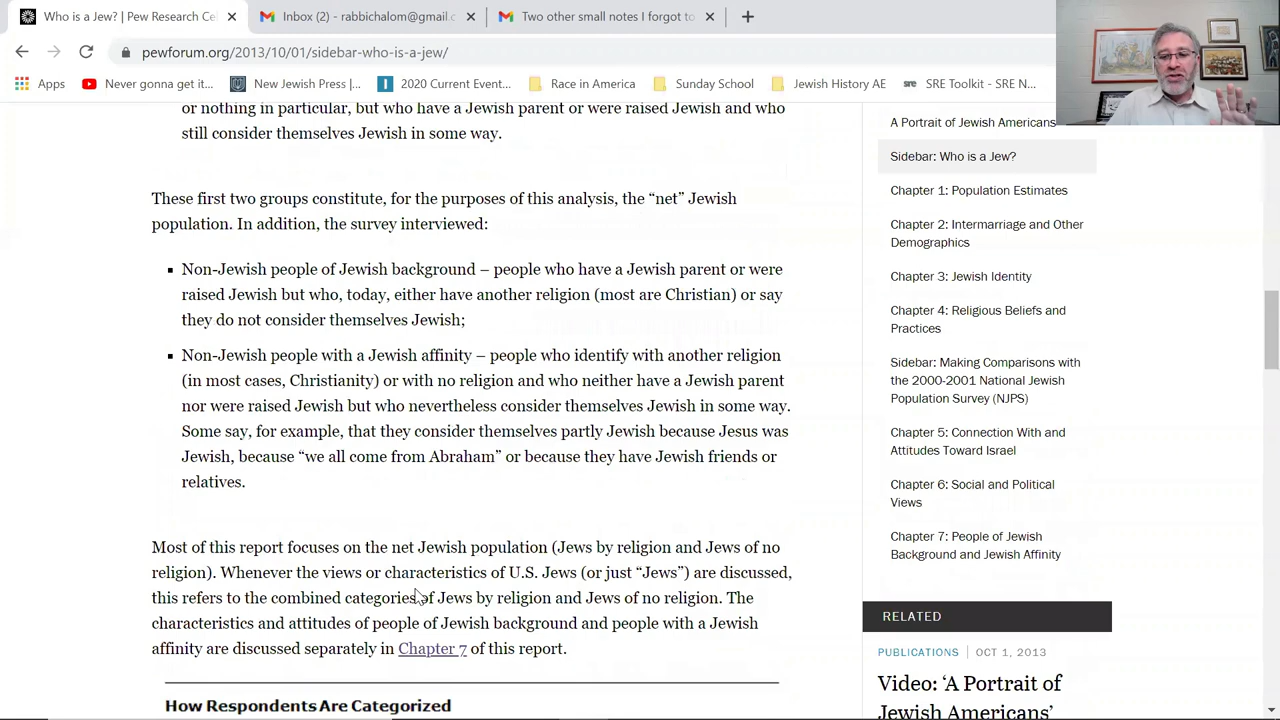 Who is a Jew? | Pew Research Ce
Inbox (2) - rabbichalom@gmail.c
Two other small notes I forgot to
pewforum.org/2013/10/01/sidebar-who-is-a-jew/
Apps
Never gonna get it...
New Jewish Press |...
2020 Current Event...
Race in America
Sunday School
Jewish History AE
SRE Toolkit - SRE N...
or nothing in particular, but who have a Jewish parent or were raised Jewish and who
still consider themselves Jewish in some way.
These first two groups constitute, for the purposes of this analysis, the “net” Jewish
population. In addition, the survey interviewed:
Non-Jewish people of Jewish background – people who have a Jewish parent or were
raised Jewish but who, today, either have another religion (most are Christian) or say
they do not consider themselves Jewish;
Non-Jewish people with a Jewish affinity – people who identify with another religion
(in most cases, Christianity) or with no religion and who neither have a Jewish parent
nor were raised Jewish but who nevertheless consider themselves Jewish in some way.
Some say, for example, that they consider themselves partly Jewish because Jesus was
Jewish, because “we all come from Abraham” or because they have Jewish friends or
relatives.
Most of this report focuses on the net Jewish population (Jews by religion and Jews of no
religion). Whenever the views or characteristics of U.S. Jews (or just “Jews”) are discussed,
this refers to the combined categories of Jews by religion and Jews of no religion. The
characteristics and attitudes of people of Jewish background and people with a Jewish
affinity are discussed separately in Chapter 7 of this report.
How Respondents Are Categorized
A Portrait of Jewish Americans
Sidebar: Who is a Jew?
Chapter 1: Population Estimates
Chapter 2: Intermarriage and Other
Demographics
Chapter 3: Jewish Identity
Chapter 4: Religious Beliefs and
Practices
Sidebar: Making Comparisons with
the 2000-2001 National Jewish
Population Survey (NJPS)
Chapter 5: Connection With and
Attitudes Toward Israel
Chapter 6: Social and Political
Views
Chapter 7: People of Jewish
Background and Jewish Affinity
RELATED
PUBLICATIONS | OCT 1, 2013
Video: ‘A Portrait of
Jewish Americans’